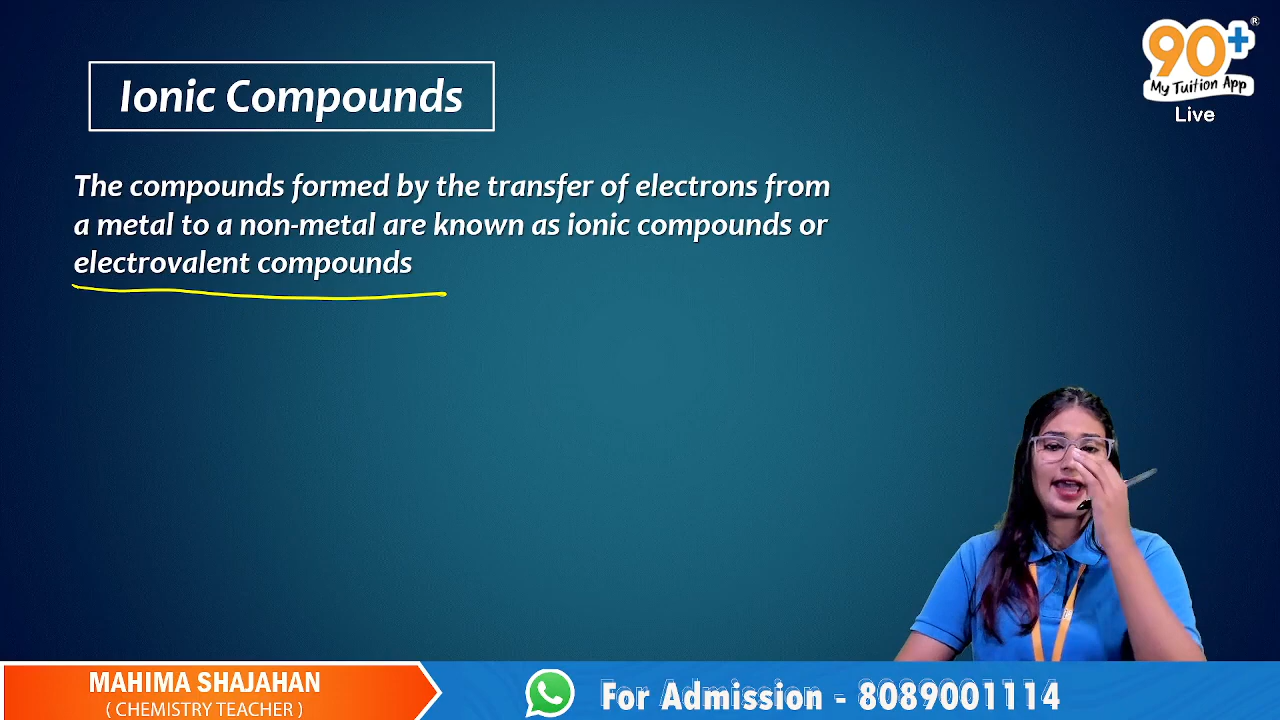 Ionic Compounds
90+
®
My Tuition App
Live
The compounds formed by the transfer of electrons from
a metal to a non-metal are known as ionic compounds or
electrovalent compounds
MAHIMA SHAJAHAN
( CHEMISTRY TEACHER )
For Admission - 8089001114